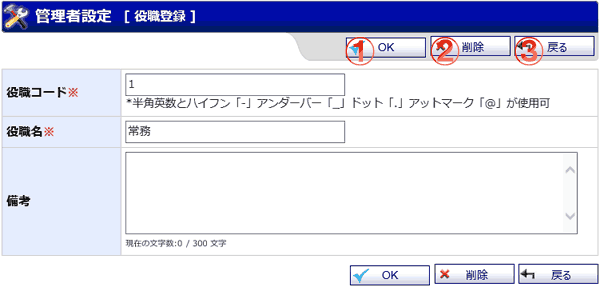 管理者設定 [ 役職登録 ]
① OK ② 削除 ③ 戻る
役職コード※ 1
*半角英数とハイフン「-」アンダーバー「_」ドット「.」アットマーク「@」が使用可
役職名※ 常務
備考
現在の文字数:0 / 300 文字
OK 削除 戻る